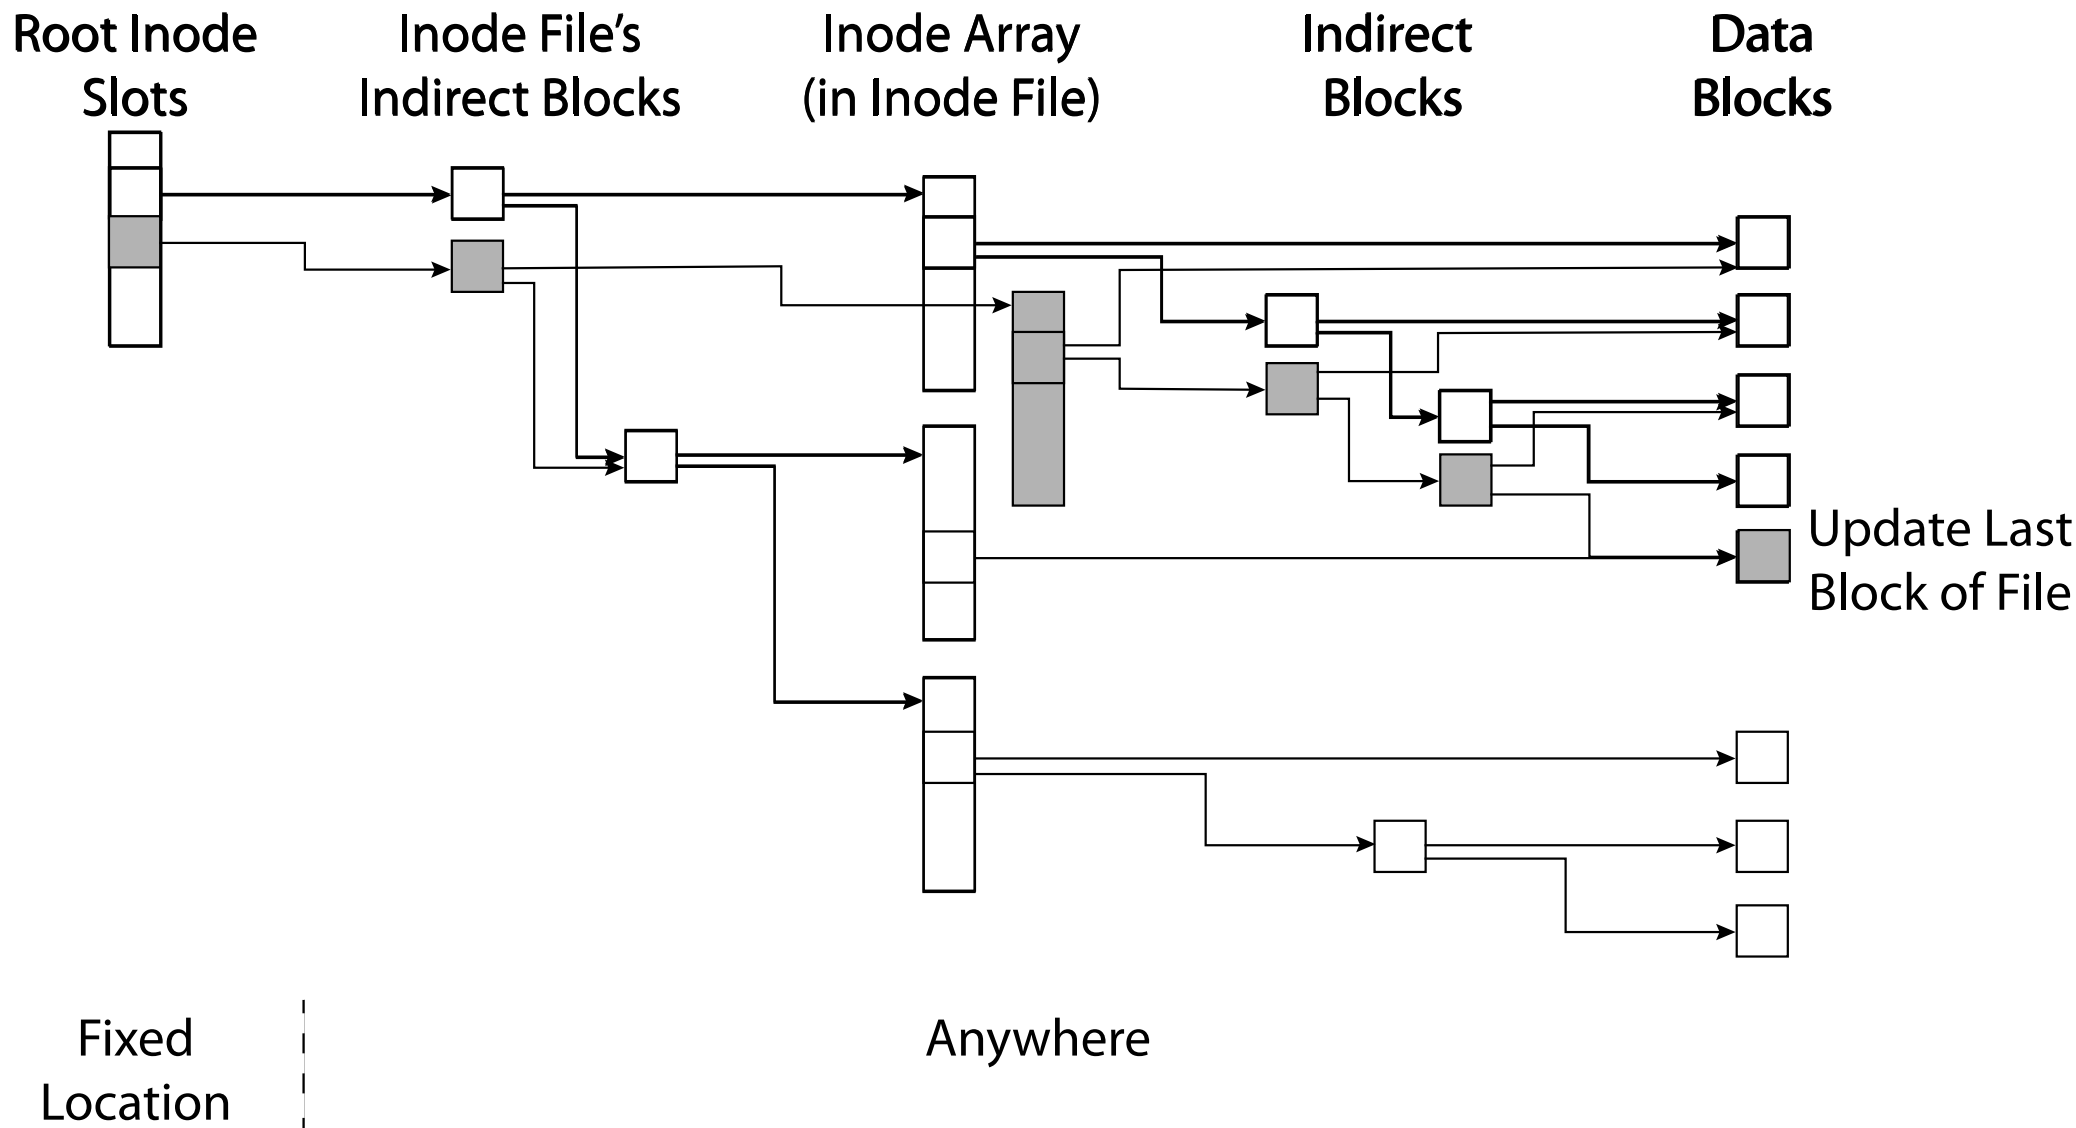 Root Inode
Slots
Inode File's
Indirect Blocks
Inode Array
(in Inode File)
Indirect
Blocks
Data
Blocks
Update Last
Block of File
Fixed
Location
Anywhere